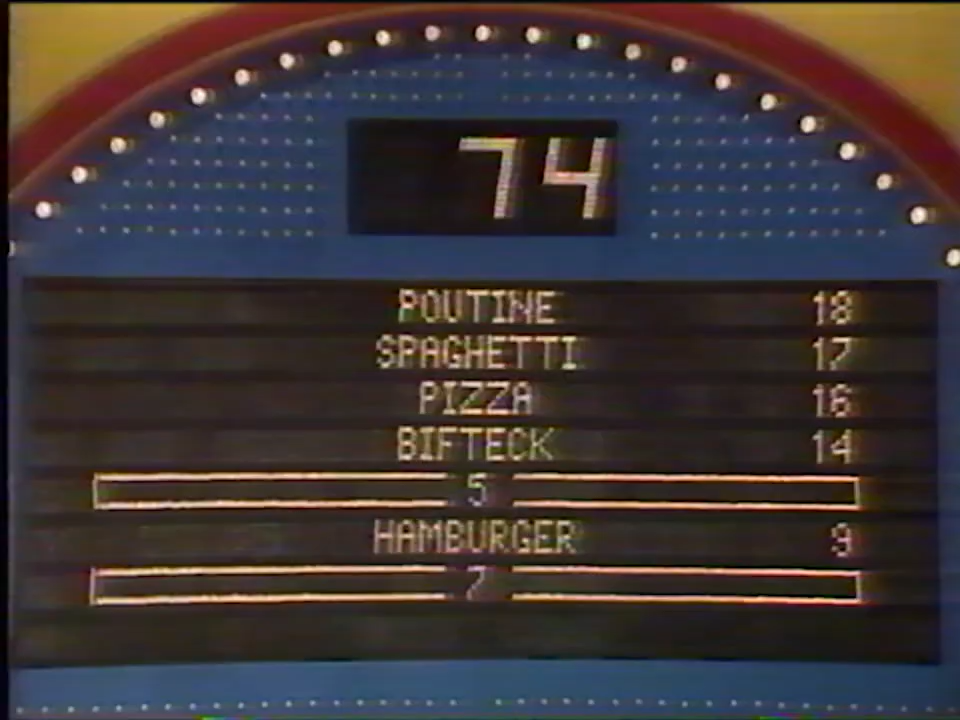 74
POUTINE 18
SPAGHETTI 17
PIZZA 16
BIFTECK 14
5
HAMBURGER 9
7